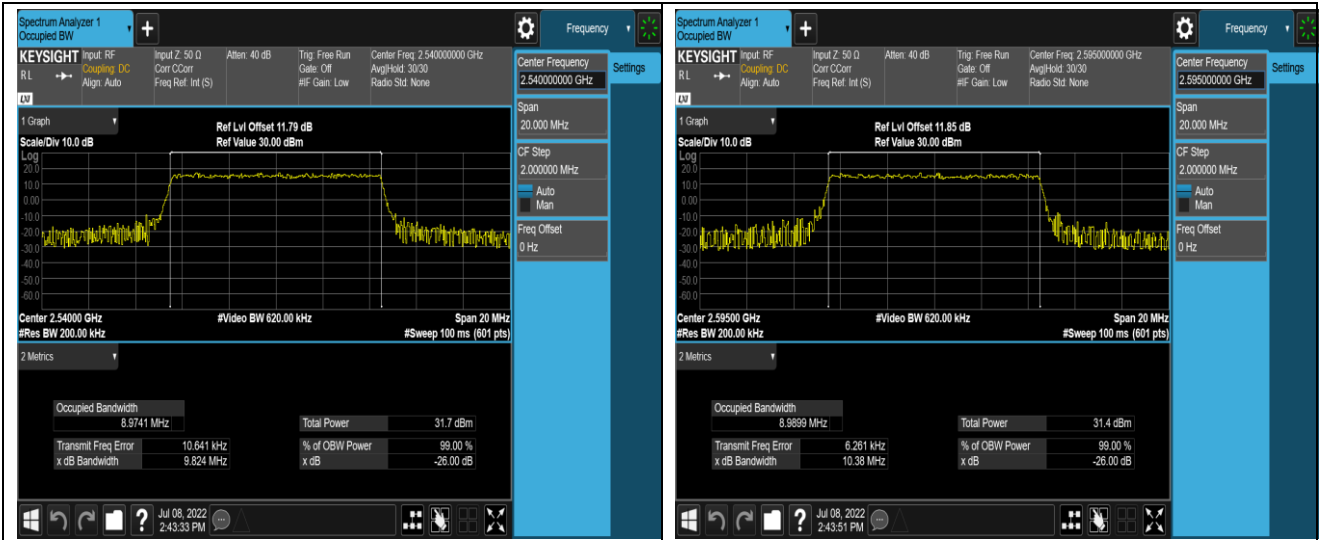 Spectrum Analyzer 1
Occupied BW
+
Frequency
KEYSIGHT
RL
LXI
Input: RF
Coupling: DC
Align: Auto
Input Z: 50 Ω
Corr CCorr
Freq Ref: Int (S)
Atten: 40 dB
Trig: Free Run
Gate: Off
#IF Gain: Low
Center Freq: 2.540000000 GHz
Avg|Hold: 30/30
Radio Std: None
Center Frequency
2.540000000 GHz
Settings
Span
20.000 MHz
CF Step
2.000000 MHz
Auto
Man
Freq Offset
0 Hz
1 Graph
Scale/Div 10.0 dB
Ref Lvl Offset 11.79 dB
Ref Value 30.00 dBm
Log
20.0
10.0
0.00
-10.0
-20.0
-30.0
-40.0
-50.0
-60.0
Center 2.54000 GHz
#Video BW 620.00 kHz
Span 20 MHz
#Res BW 200.00 kHz
#Sweep 100 ms (601 pts)
2 Metrics
Occupied Bandwidth
8.9741 MHz
Total Power 31.7 dBm
Transmit Freq Error 10.641 kHz
% of OBW Power 99.00 %
x dB Bandwidth 9.824 MHz
x dB -26.00 dB
?
Jul 08, 2022
2:43:33 PM
Spectrum Analyzer 1
Occupied BW
+
Frequency
KEYSIGHT
RL
LXI
Input: RF
Coupling: DC
Align: Auto
Input Z: 50 Ω
Corr CCorr
Freq Ref: Int (S)
Atten: 40 dB
Trig: Free Run
Gate: Off
#IF Gain: Low
Center Freq: 2.595000000 GHz
Avg|Hold: 30/30
Radio Std: None
Center Frequency
2.595000000 GHz
Settings
Span
20.000 MHz
CF Step
2.000000 MHz
Auto
Man
Freq Offset
0 Hz
1 Graph
Scale/Div 10.0 dB
Ref Lvl Offset 11.85 dB
Ref Value 30.00 dBm
Log
20.0
10.0
0.00
-10.0
-20.0
-30.0
-40.0
-50.0
-60.0
Center 2.59500 GHz
#Video BW 620.00 kHz
Span 20 MHz
#Res BW 200.00 kHz
#Sweep 100 ms (601 pts)
2 Metrics
Occupied Bandwidth
8.9899 MHz
Total Power 31.4 dBm
Transmit Freq Error 6.261 kHz
% of OBW Power 99.00 %
x dB Bandwidth 10.38 MHz
x dB -26.00 dB
?
Jul 08, 2022
2:43:51 PM